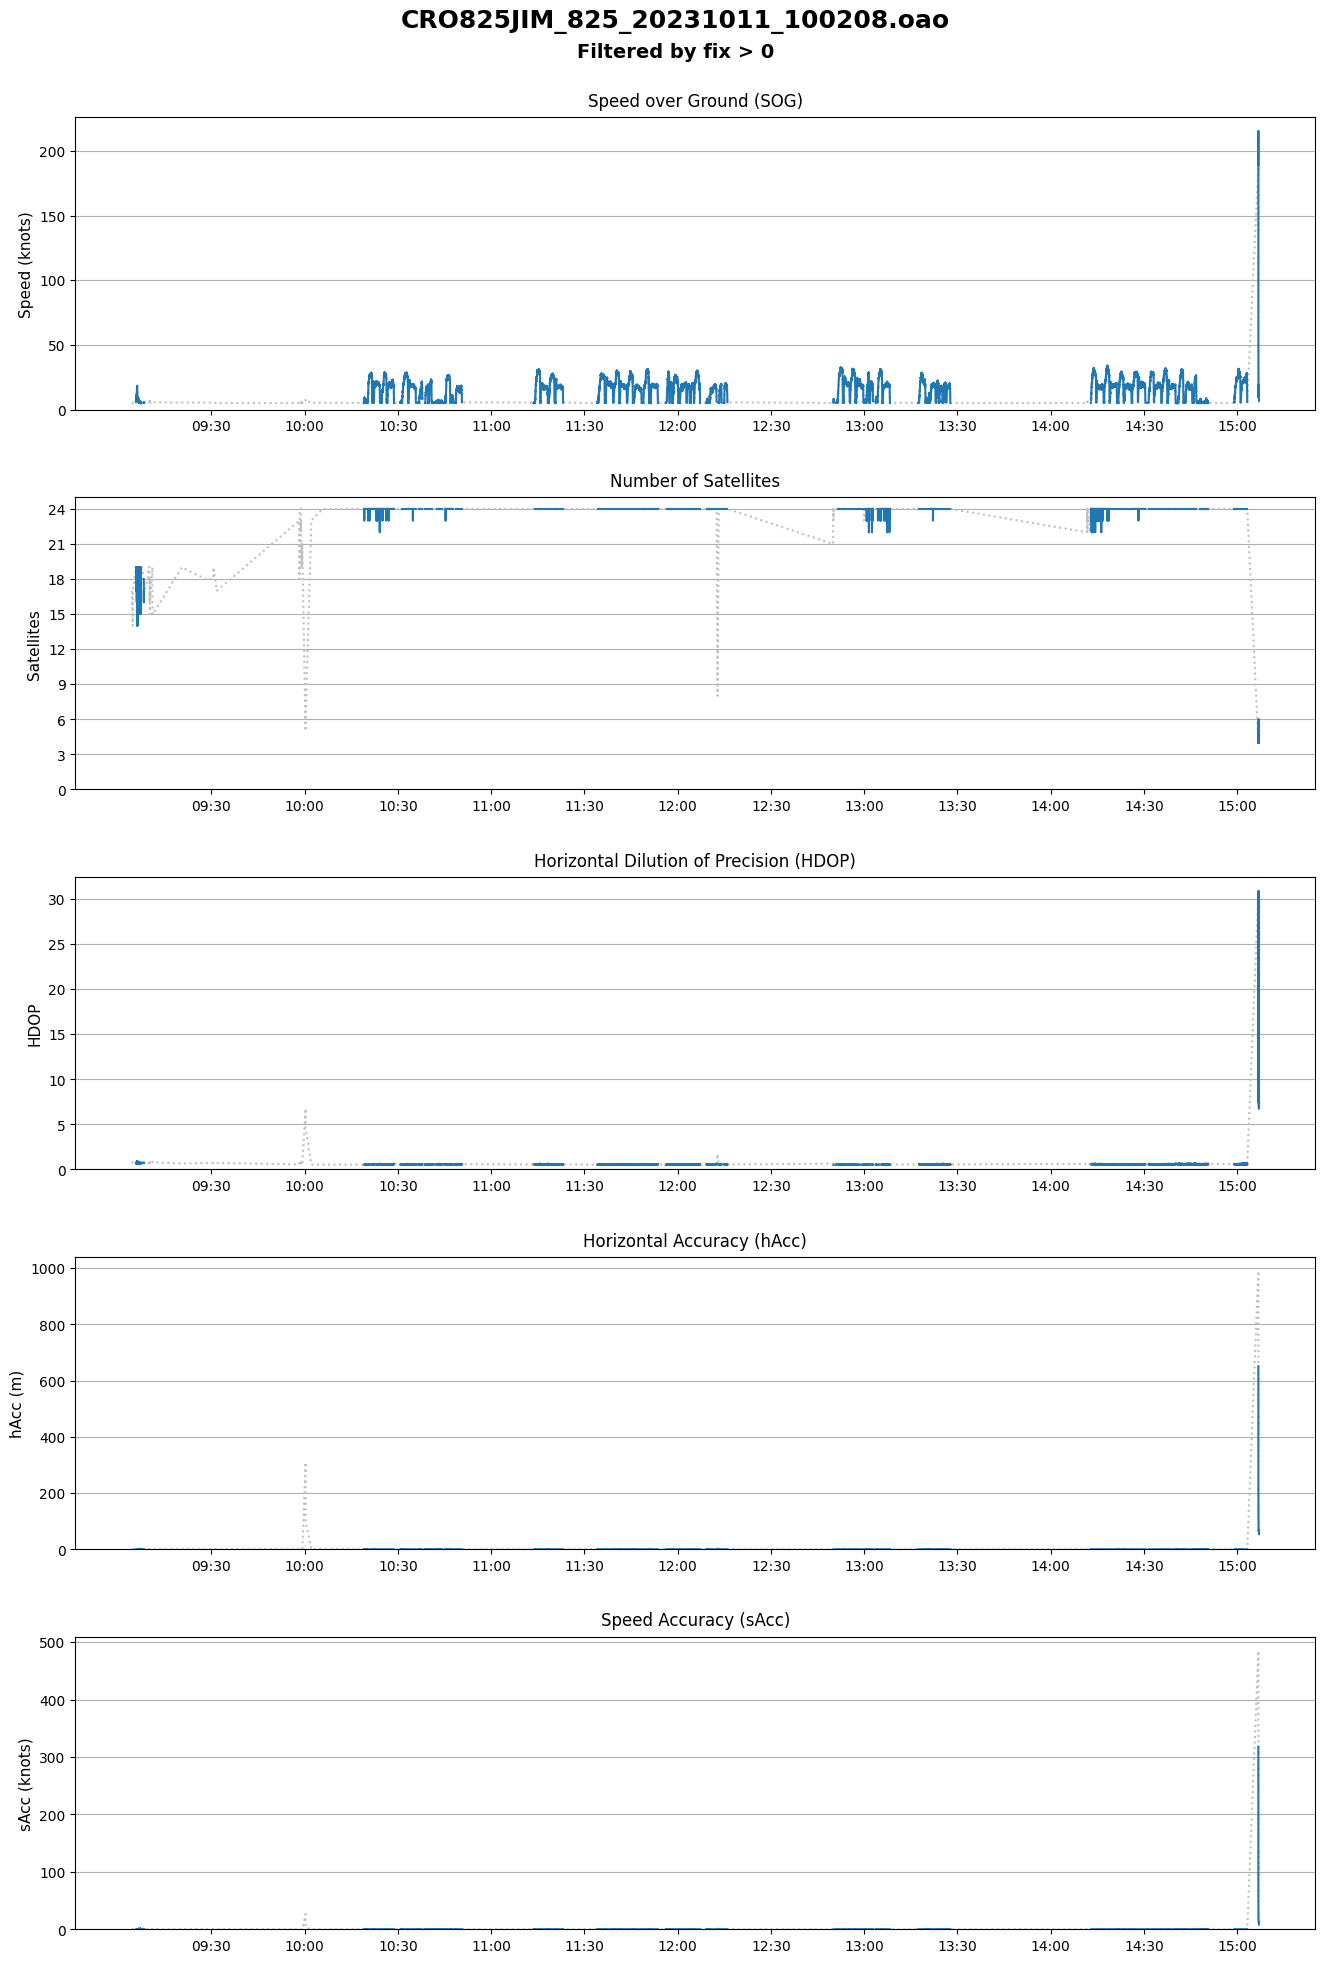 CRO825JIM_825_20231011_100208.oao
Filtered by fix > 0
Speed over Ground (SOG)
Speed (knots)
200
150
100
50
0
09:30 10:00 10:30 11:00 11:30 12:00 12:30 13:00 13:30 14:00 14:30 15:00
Number of Satellites
Satellites
24
21
18
15
12
9
6
3
0
09:30 10:00 10:30 11:00 11:30 12:00 12:30 13:00 13:30 14:00 14:30 15:00
Horizontal Dilution of Precision (HDOP)
HDOP
30
25
20
15
10
5
0
09:30 10:00 10:30 11:00 11:30 12:00 12:30 13:00 13:30 14:00 14:30 15:00
Horizontal Accuracy (hAcc)
hAcc (m)
1000
800
600
400
200
0
09:30 10:00 10:30 11:00 11:30 12:00 12:30 13:00 13:30 14:00 14:30 15:00
Speed Accuracy (sAcc)
sAcc (knots)
500
400
300
200
100
0
09:30 10:00 10:30 11:00 11:30 12:00 12:30 13:00 13:30 14:00 14:30 15:00